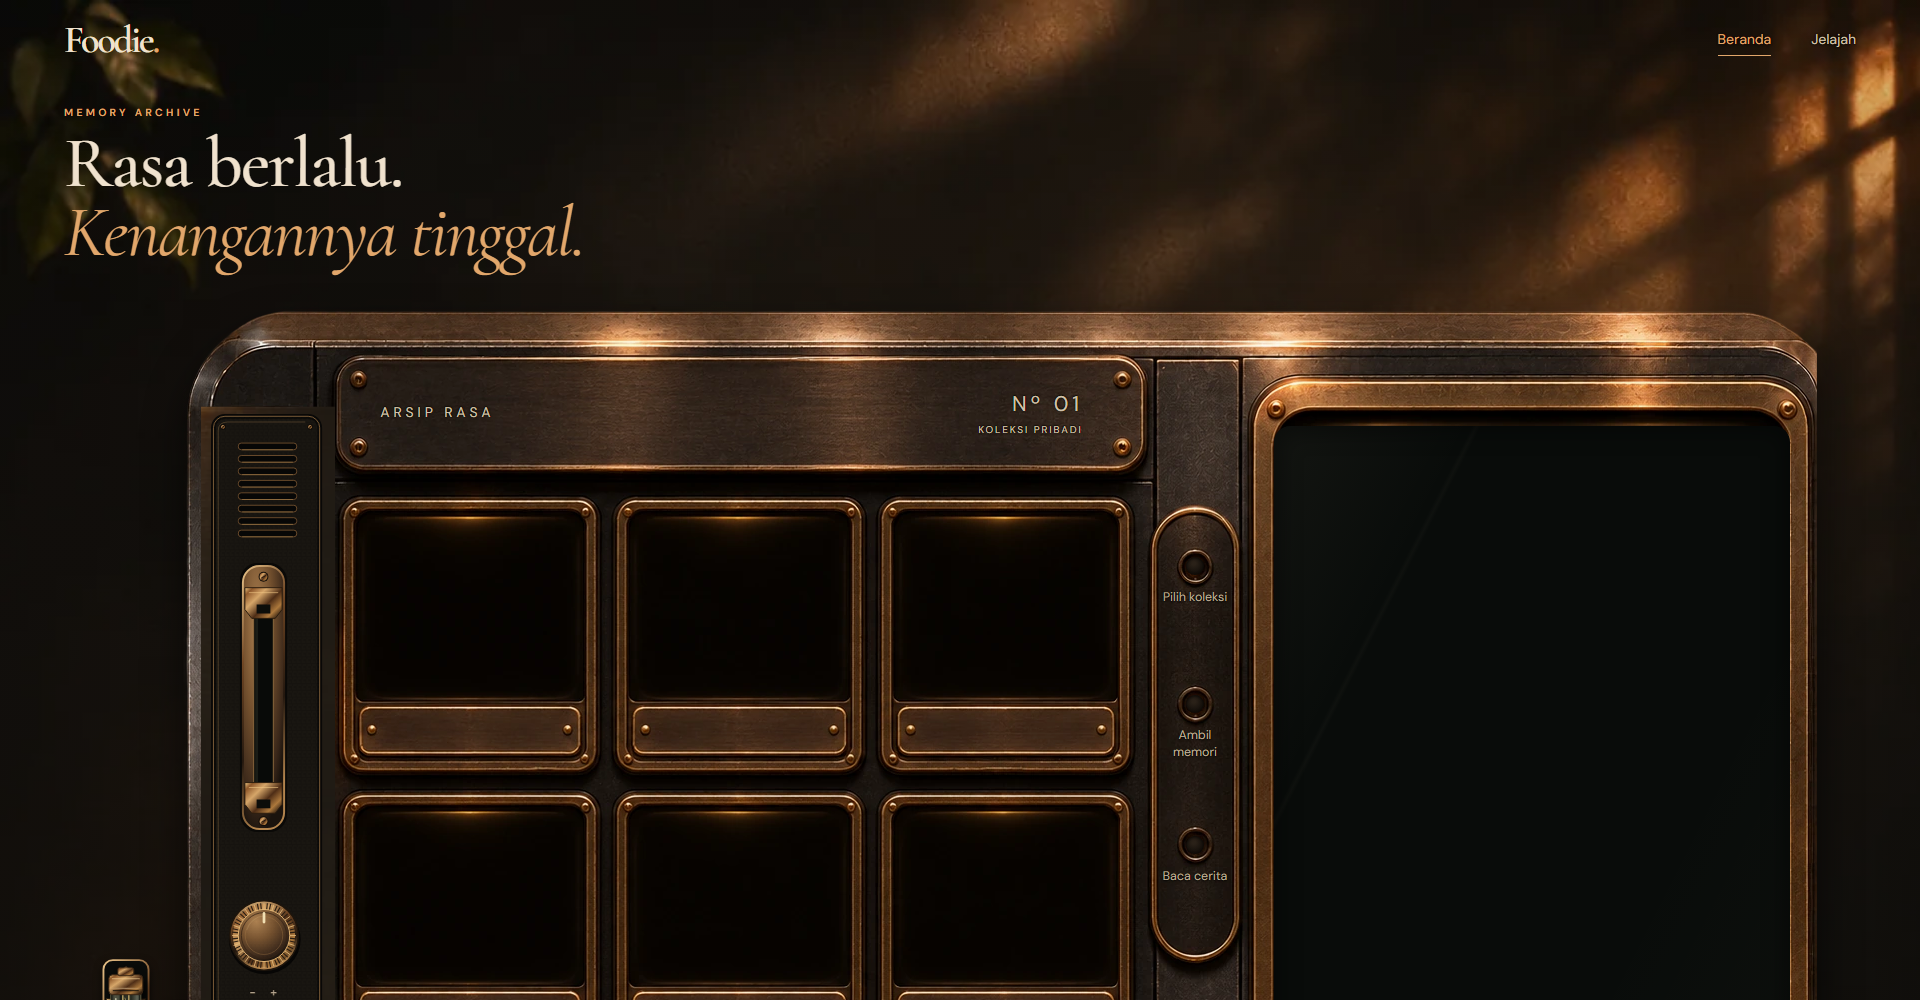 Foodie.
Beranda
Jelajah
MEMORY ARCHIVE
Rasa berlalu.
Kenangannya tinggal.
ARSIP RASA
Nº 01
KOLEKSI PRIBADI
Pilih koleksi
Ambil
memori
Baca cerita
- +